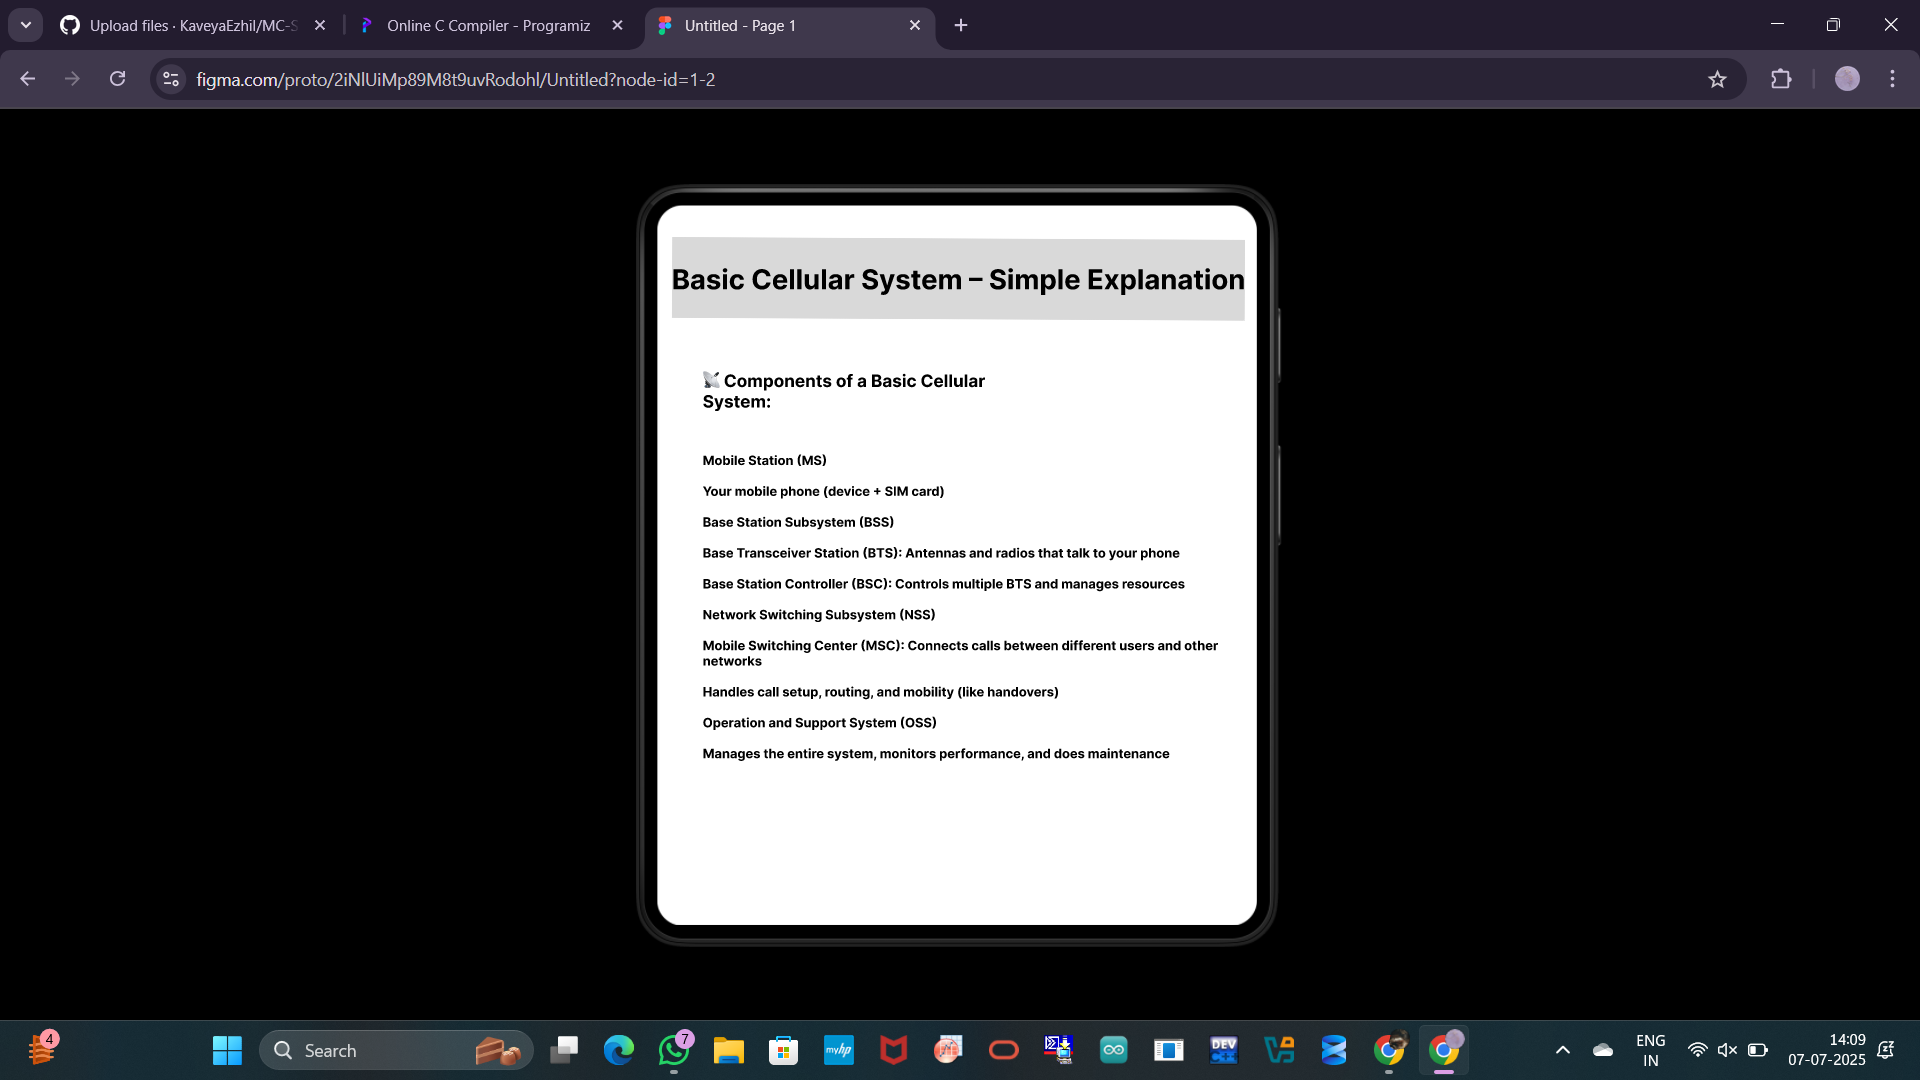 Upload files · KaveyaEzhil/MC-S
Online C Compiler - Programiz
Untitled - Page 1
figma.com/proto/2iNlUiMp89M8t9uvRodohl/Untitled?node-id=1-2
Basic Cellular System – Simple Explanation
Components of a Basic Cellular
System:
Mobile Station (MS)
Your mobile phone (device + SIM card)
Base Station Subsystem (BSS)
Base Transceiver Station (BTS): Antennas and radios that talk to your phone
Base Station Controller (BSC): Controls multiple BTS and manages resources
Network Switching Subsystem (NSS)
Mobile Switching Center (MSC): Connects calls between different users and other
networks
Handles call setup, routing, and mobility (like handovers)
Operation and Support System (OSS)
Manages the entire system, monitors performance, and does maintenance
4
Search
7
myhp
DEV
C++
ENG
IN
14:09
07-07-2025